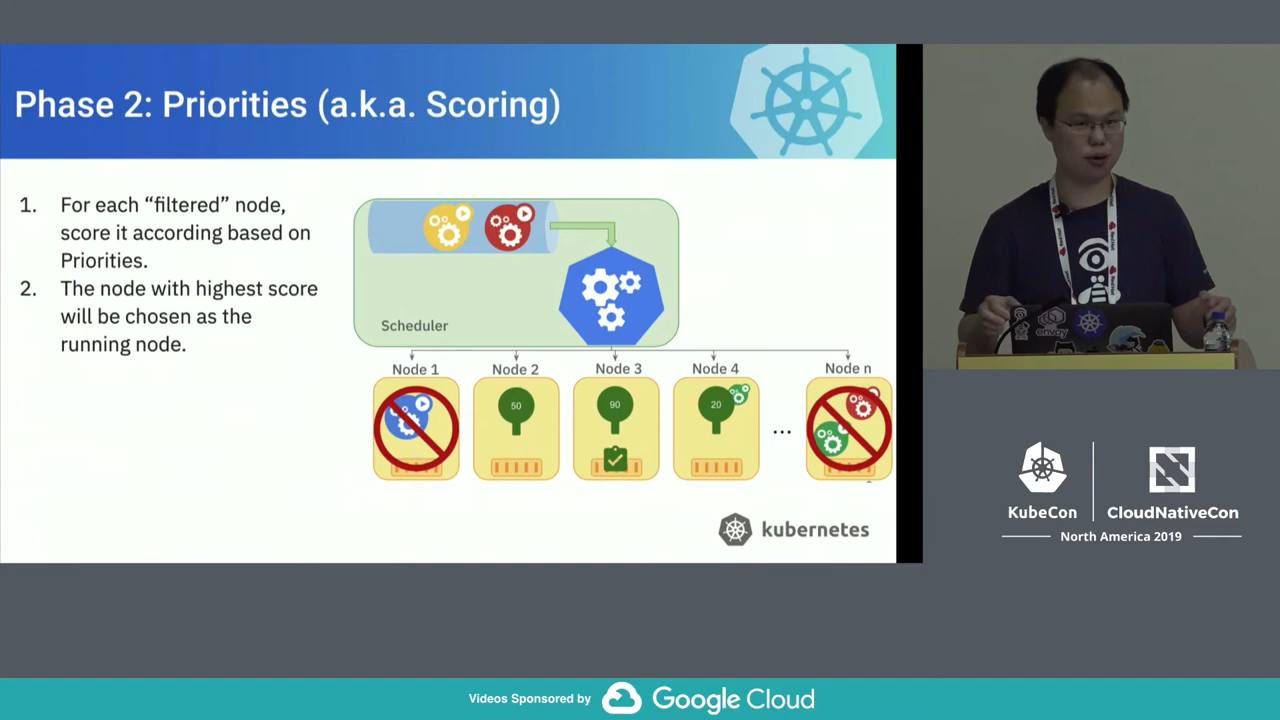 Phase 2: Priorities (a.k.a. Scoring)
1. For each “filtered” node,
score it according based on
Priorities.
2. The node with highest score
will be chosen as the
running node.
Scheduler
Node 1
Node 2
Node 3
Node 4
Node n
50
90
20
...
kubernetes
envoy
KubeCon
CloudNativeCon
North America 2019
Videos Sponsored by
Google Cloud